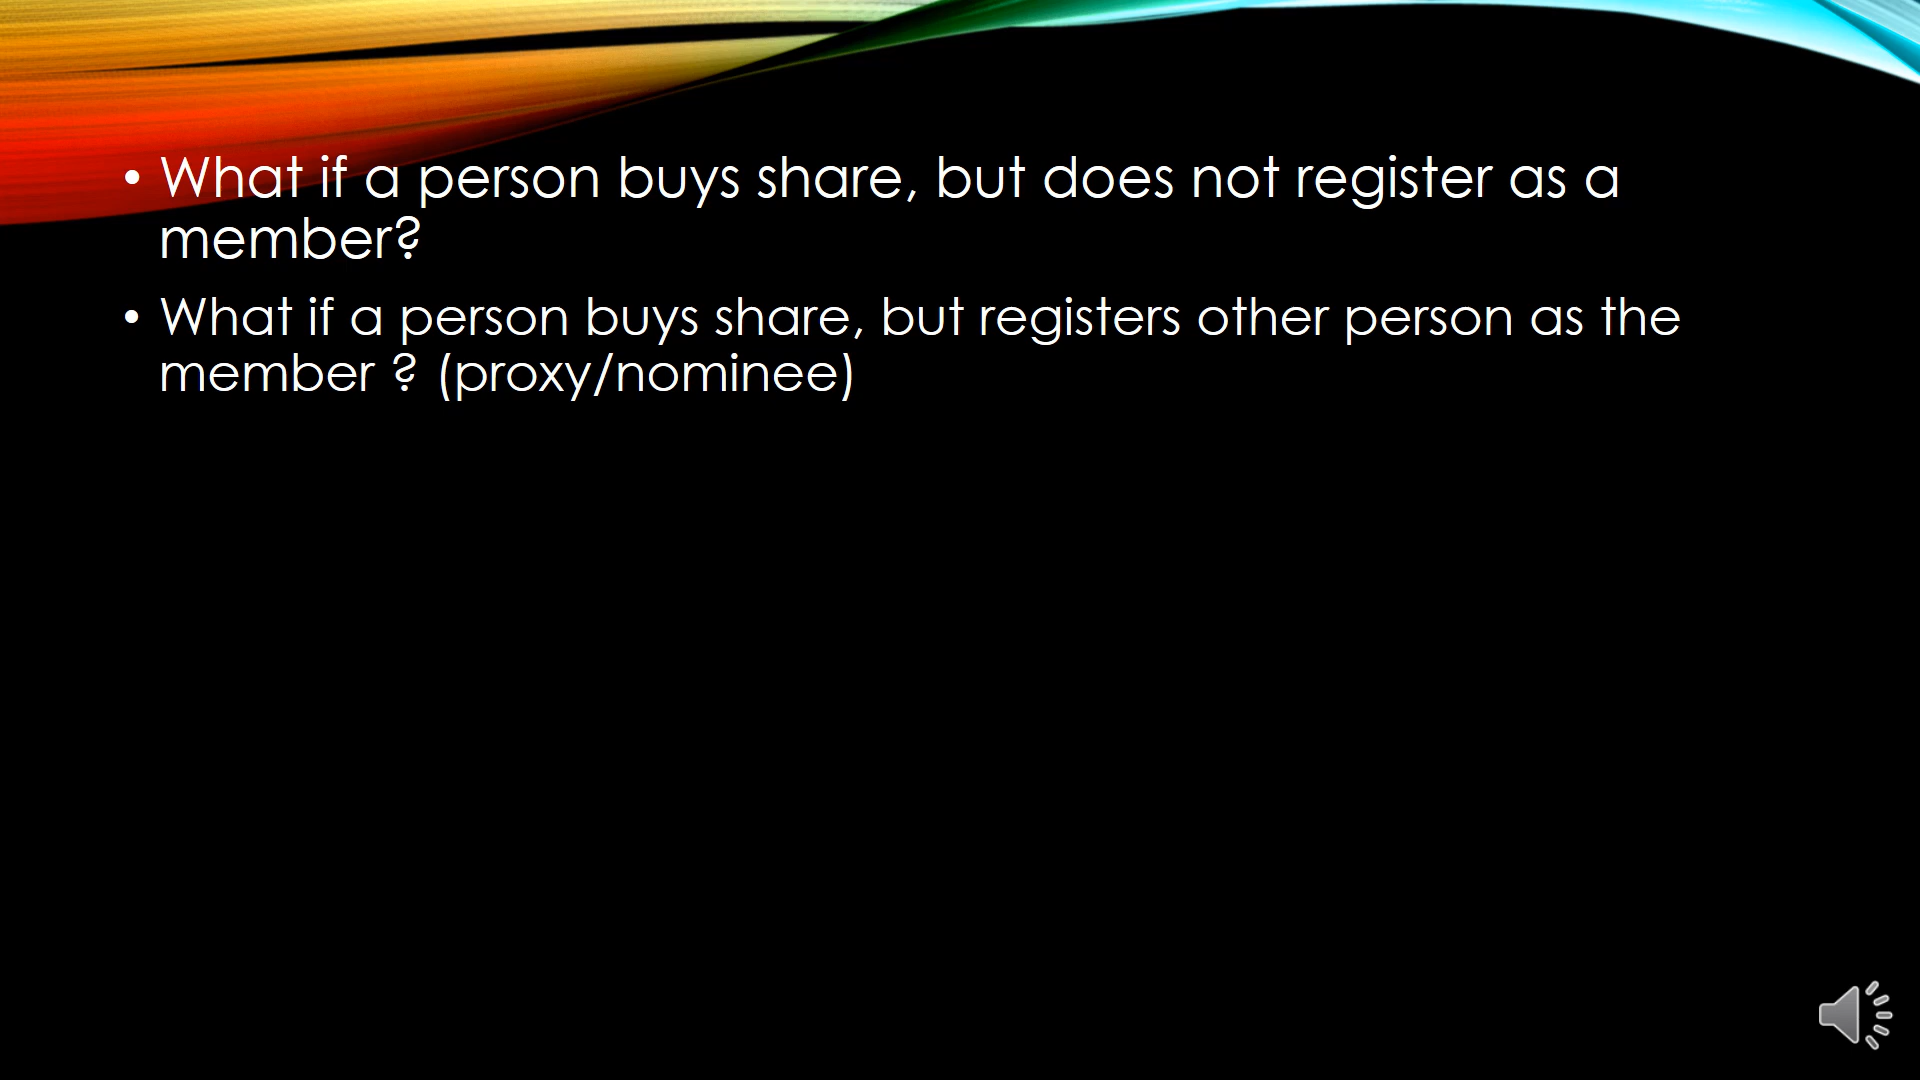 • What if a person buys share, but does not register as a
member?
• What if a person buys share, but registers other person as the
member ? (proxy/nominee)